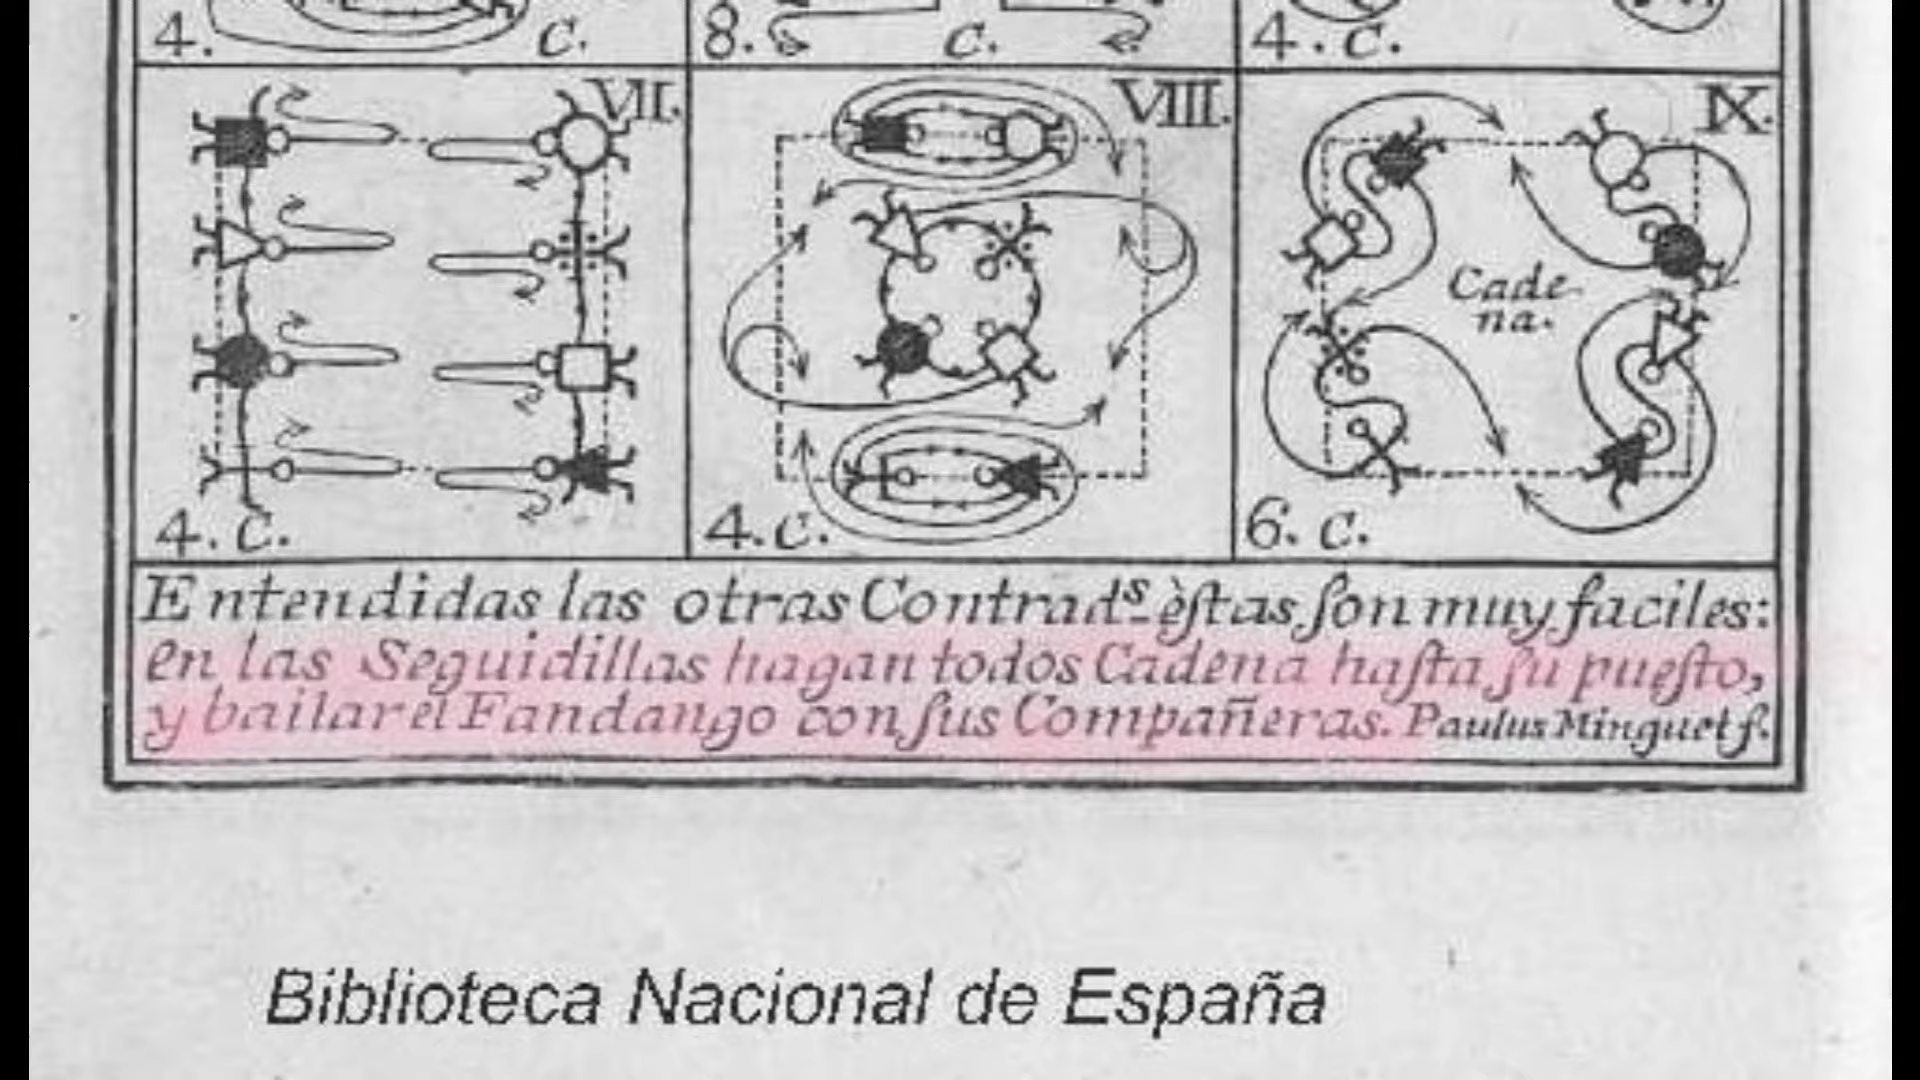 4. C.
8. C.
4. C.
VII.
VIII.
IX.
Cade-
na.
4. C.
4. C.
6. C.
Entendidas las otras Contradˢ. èſtas ſon muy faciles:
en las Seguidillas hagan todos Cadena haſta ſu pueſto,
y bailar el Fandango con ſus Compañeras. Paulus Minguet f.
Biblioteca Nacional de España